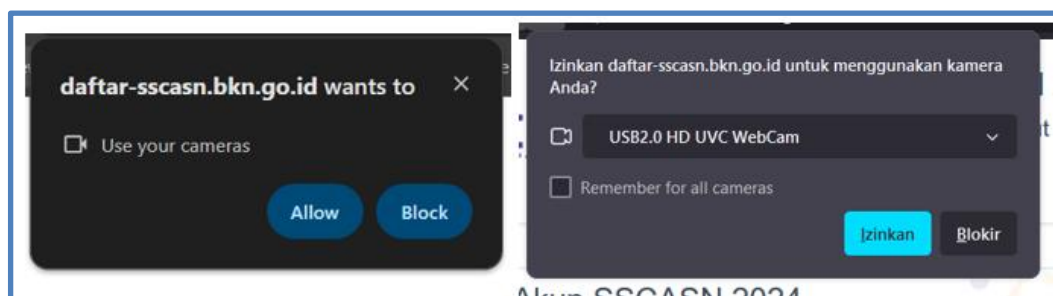 daftar-sscasn.bkn.go.id wants to
Use your cameras
Allow Block
Izinkan daftar-sscasn.bkn.go.id untuk menggunakan kamera
Anda?
USB2.0 HD UVC WebCam
Remember for all cameras
Izinkan Blokir
Akun SSCASN 2024